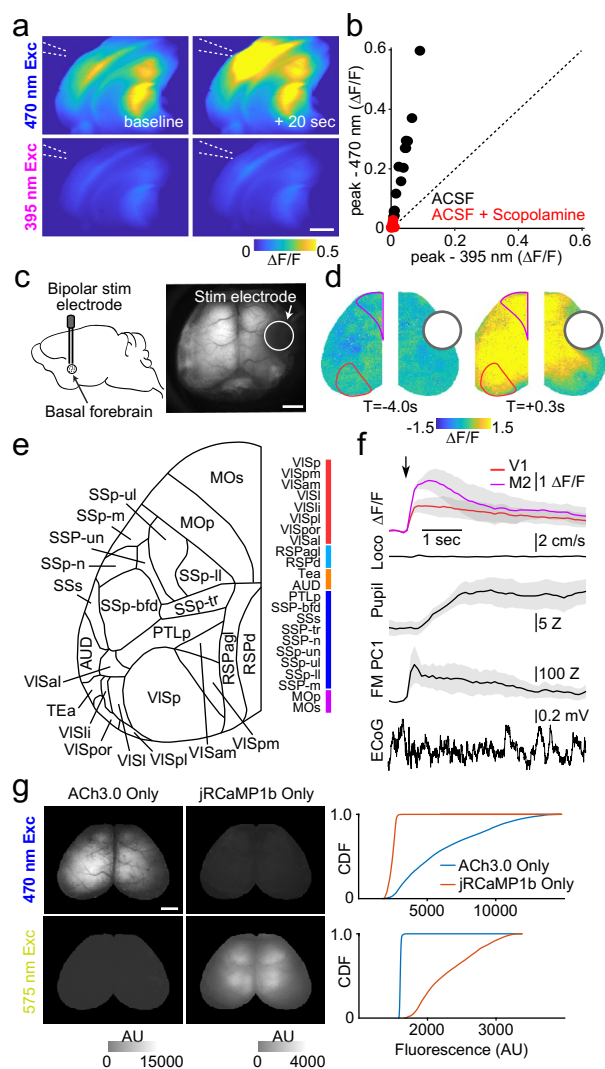 a
470 nm Exc
395 nm Exc
baseline
+ 20 sec
0
.5
ΔF/F
b
peak - 470 nm (ΔF/F)
0.6
0.4
0.2
0
ACSF
ACSF + Scopolamine
0
0.2
0.6
peak - 395 nm (ΔF/F)
c
Bipolar stim
electrode
Basal forebrain
Stim electrode
d
T=-4.0s
T=+0.3s
-1.5
1.5
ΔF/F
e
MOs
MOp
SSp-ul
SSp-m
SSP-un
SSp-n
SSs
SSp-ll
SSp-bfd
SSp-tr
PTLp
AUD
RSPagl
RSPd
VISp
VISal
TEa
VISli
VISpor
VISl
VISpl
VISam
VISpm
VISp
VISpm
VISam
VISl
VISli
VISpl
VISpor
VISal
RSPagl
RSPd
Tea
AUD
PTLp
SSP-bfd
SSs
SSP-tr
SSP-n
SSp-un
SSp-ul
SSp-ll
SSP-m
MOp
MOs
f
V1
M2
1 ΔF/F
ΔF/F
1 sec
Loco
2 cm/s
Pupil
5 Z
FM PC1
100 Z
ECoG
0.2 mV
g
ACh3.0 Only
jRCaMP1b Only
470 nm Exc
575 nm Exc
AU
0
15000
AU
0
4000
1.0
CDF
0
ACh3.0 Only
jRCaMP1b Only
5000
10000
1.0
CDF
0
2000
3000
Fluorescence (AU)